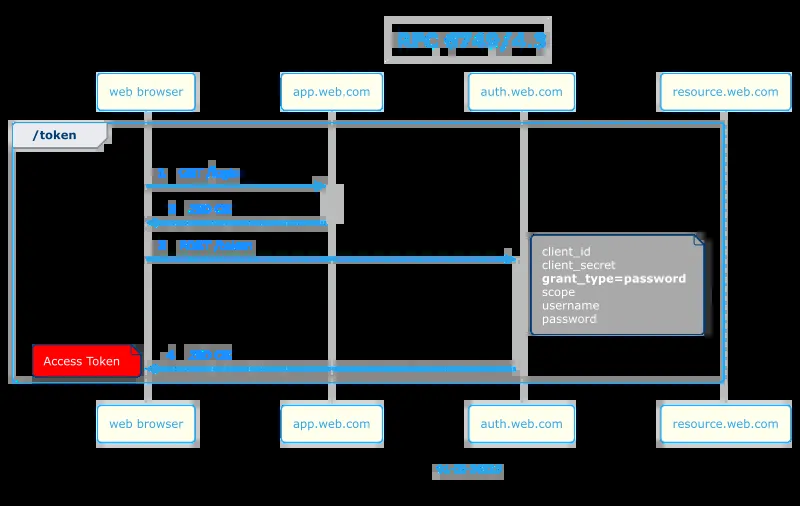 RFC 6749/4.3
web browser
app.web.com
auth.web.com
resource.web.com
/token
1 GET /login
2 200 OK
3 POST /token
client_id
client_secret
grant_type=password
scope
username
password
4 200 OK
Access Token
web browser
app.web.com
auth.web.com
resource.web.com